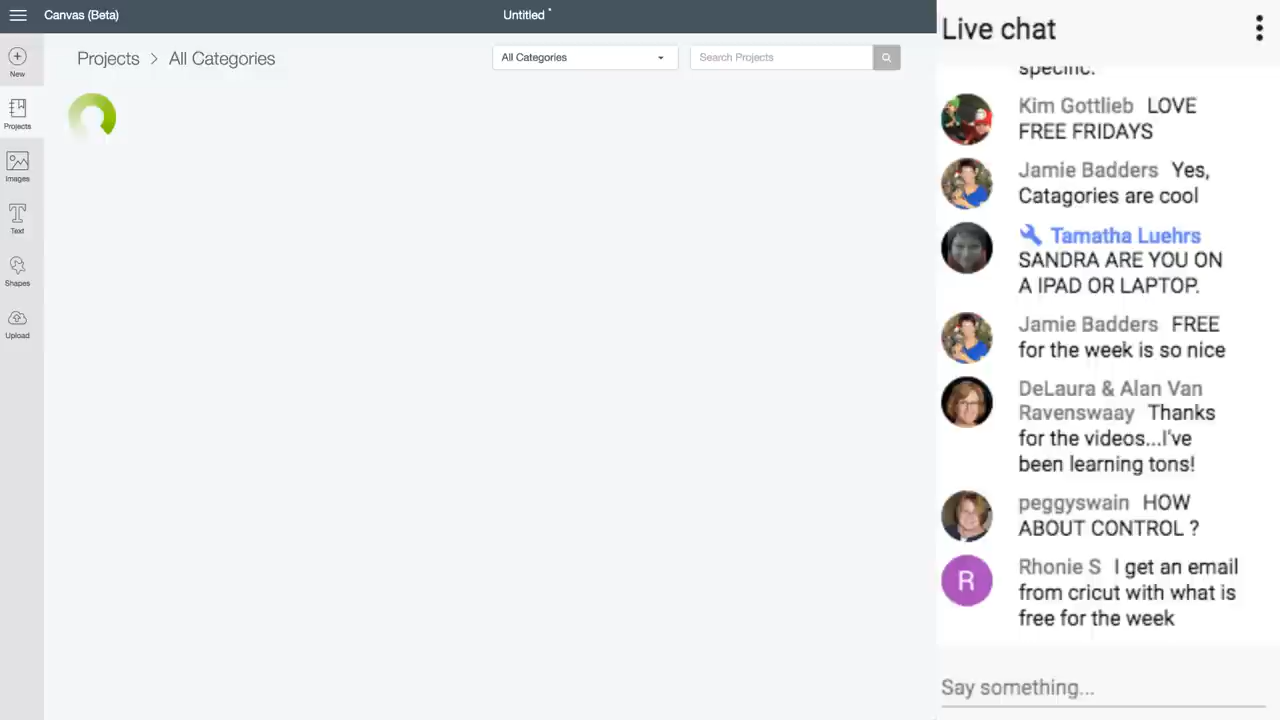 Canvas (Beta)
Untitled *
New
Projects
Images
Text
Shapes
Upload
Projects > All Categories
All Categories
Search Projects
Live chat
specific.
Kim Gottlieb LOVE
FREE FRIDAYS
Jamie Badders Yes,
Catagories are cool
Tamatha Luehrs
SANDRA ARE YOU ON
A IPAD OR LAPTOP.
Jamie Badders FREE
for the week is so nice
DeLaura & Alan Van
Ravenswaay Thanks
for the videos...I've
been learning tons!
peggyswain HOW
ABOUT CONTROL ?
R
Rhonie S I get an email
from cricut with what is
free for the week
Say something...